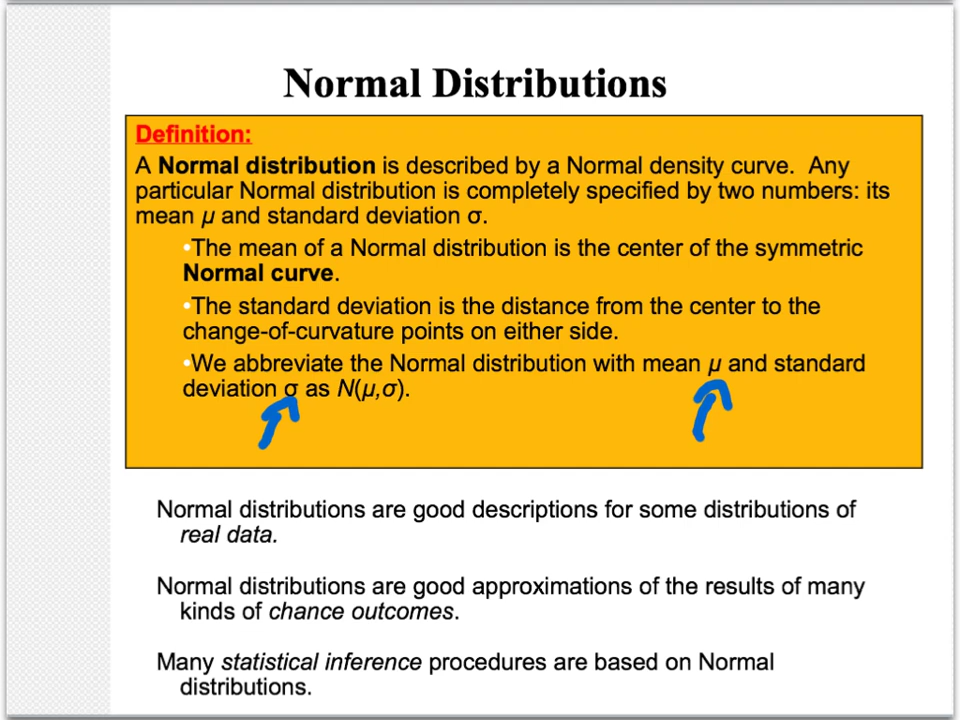 Normal Distributions
Definition:
A Normal distribution is described by a Normal density curve. Any
particular Normal distribution is completely specified by two numbers: its
mean µ and standard deviation σ.
•The mean of a Normal distribution is the center of the symmetric
Normal curve.
•The standard deviation is the distance from the center to the
change-of-curvature points on either side.
•We abbreviate the Normal distribution with mean µ and standard
deviation σ as N(µ,σ).
Normal distributions are good descriptions for some distributions of
real data.
Normal distributions are good approximations of the results of many
kinds of chance outcomes.
Many statistical inference procedures are based on Normal
distributions.